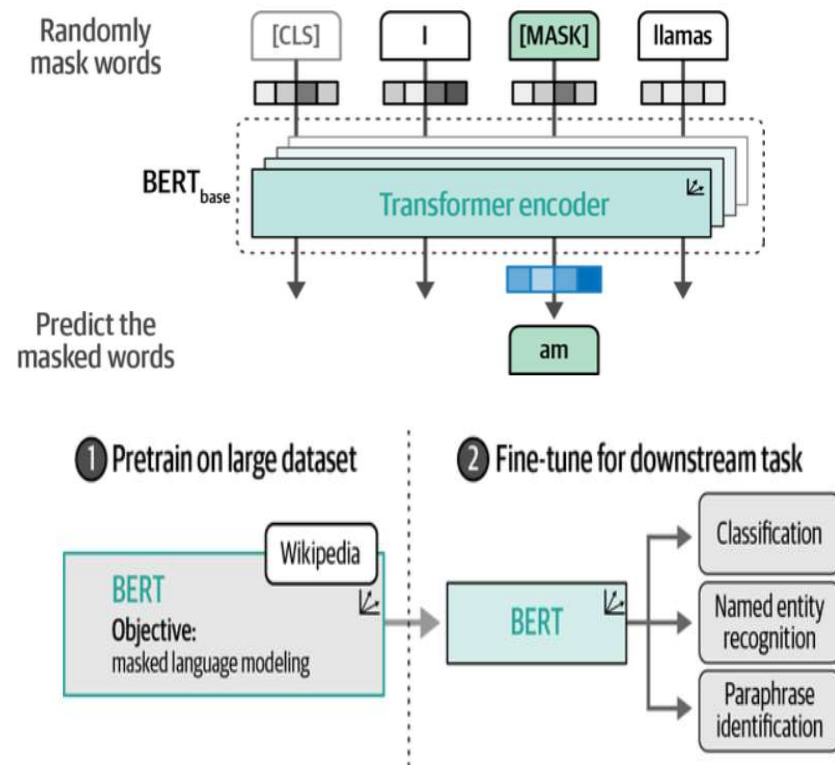 Randomly
mask words
[CLS]
I
[MASK]
llamas
BERT base
Transformer encoder
Predict the
masked words
am
1 Pretrain on large dataset
2 Fine-tune for downstream task
Wikipedia
BERT
Objective:
masked language modeling
BERT
Classification
Named entity
recognition
Paraphrase
identification